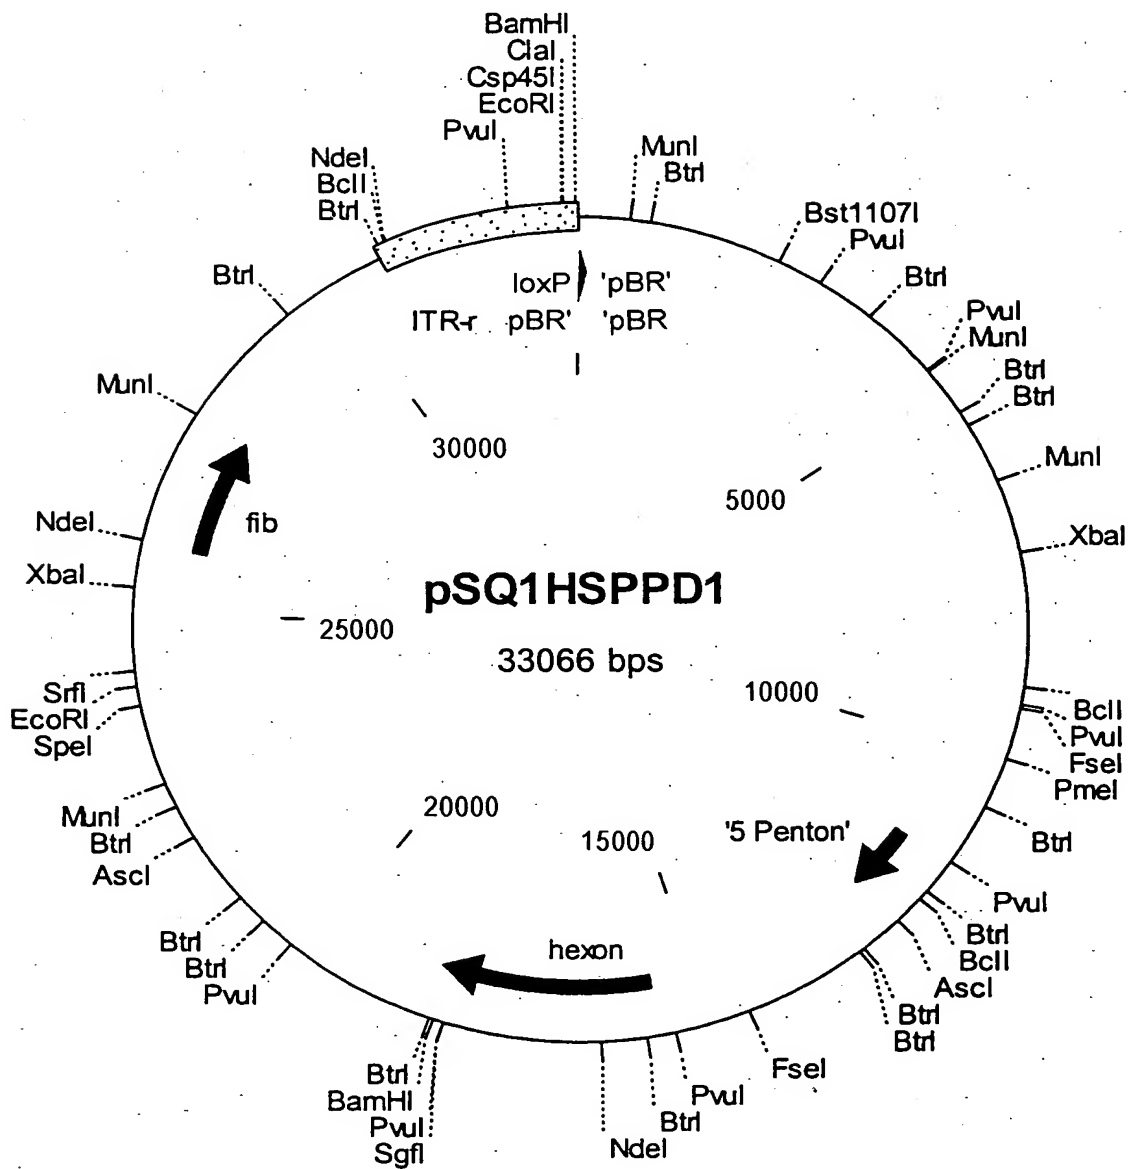 BamHI
ClaI
Csp45I
EcoRI
PvuI
NdeI
BclI
BtrI
MunI
BtrI
Bst1107I
PvuI
BtrI
PvuI
MunI
BtrI
BtrI
MunI
XbaI
BtrI
MunI
NdeI
XbaI
loxP 'pBR'
ITR-r pBR' 'pBR
30000
5000
fib
pSQ1HSPPD1
25000
33066 bps
10000
SrfI
EcoRI
SpeI
BclI
PvuI
FseI
PmeI
20000
15000
'5 Penton'
MunI
BtrI
AscI
BtrI
PvuI
BtrI
BclI
AscI
BtrI
BtrI
hexon
BtrI
BtrI
PvuI
FseI
PvuI
BtrI
NdeI
BtrI
BamHI
PvuI
SgfI